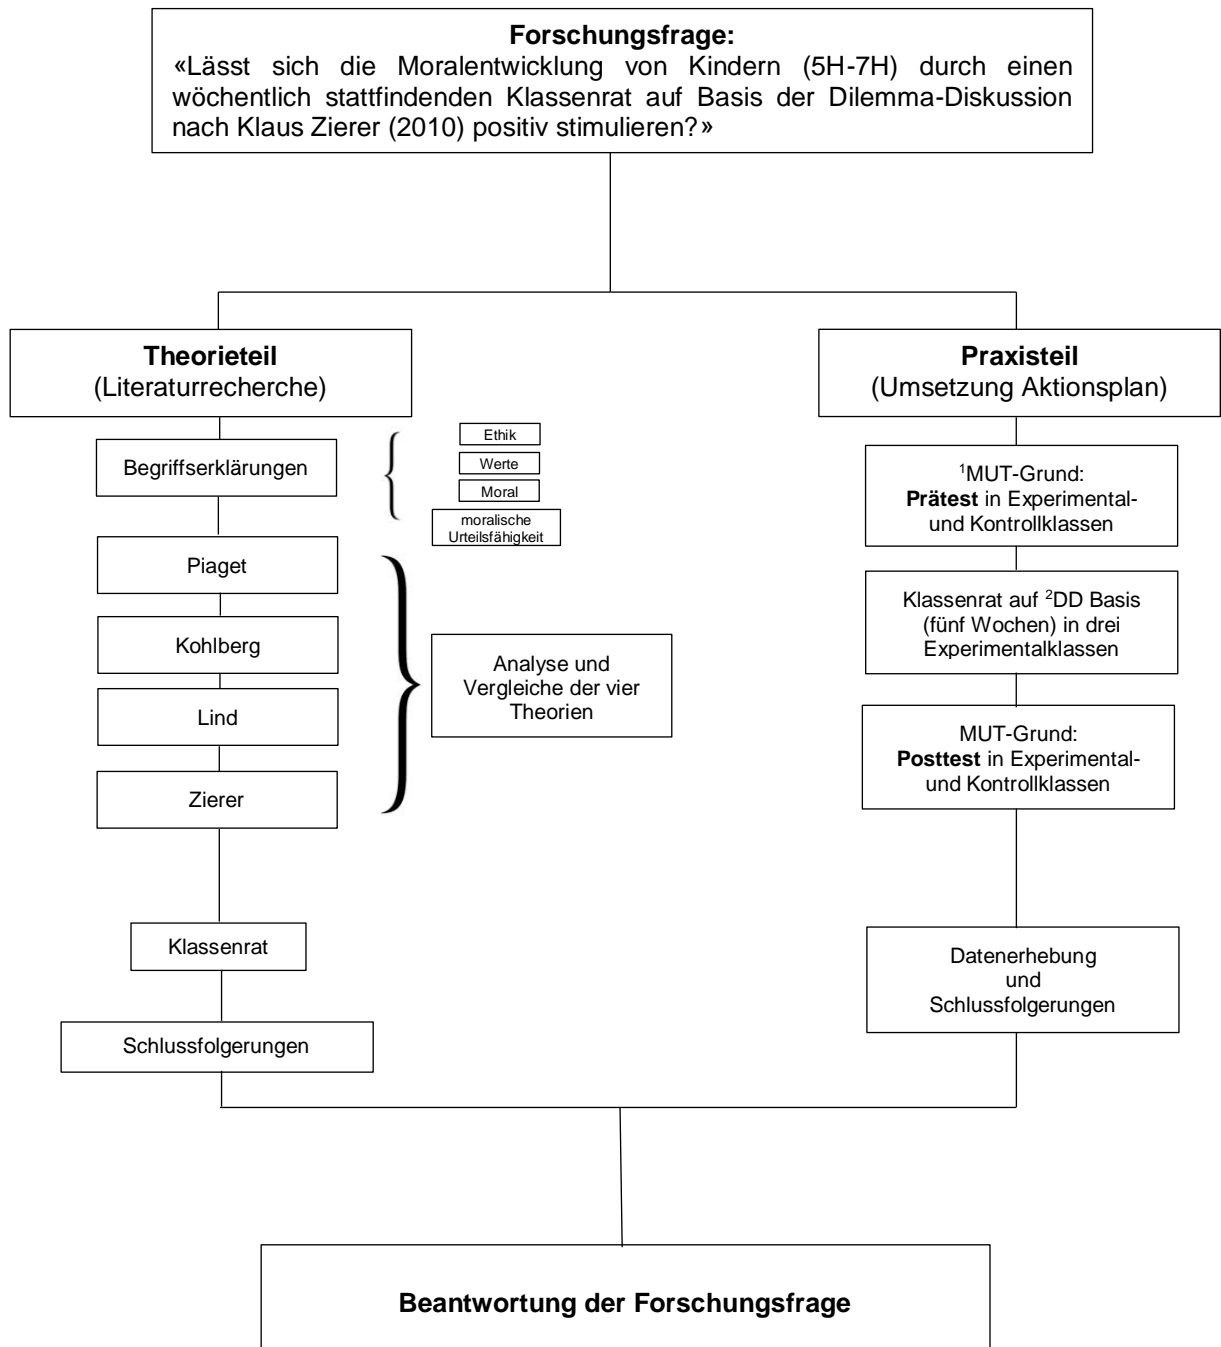 Forschungsfrage:
«Lässt sich die Moralentwicklung von Kindern (5H-7H) durch einen
wöchentlich stattfindenden Klassenrat auf Basis der Dilemma-Diskussion
nach Klaus Zierer (2010) positiv stimulieren?»
Theorieteil
(Literaturrecherche)
Begriffserklärungen
Ethik
Werte
Moral
moralische
Urteilsfähigkeit
Piaget
Kohlberg
Lind
Zierer
Analyse und
Vergleiche der vier
Theorien
Klassenrat
Schlussfolgerungen
Praxisteil
(Umsetzung Aktionsplan)
¹MUT-Grund:
Prätest in Experimental-
und Kontrollklassen
Klassenrat auf ²DD Basis
(fünf Wochen) in drei
Experimentalklassen
MUT-Grund:
Posttest in Experimental-
und Kontrollklassen
Datenerhebung
und
Schlussfolgerungen
Beantwortung der Forschungsfrage